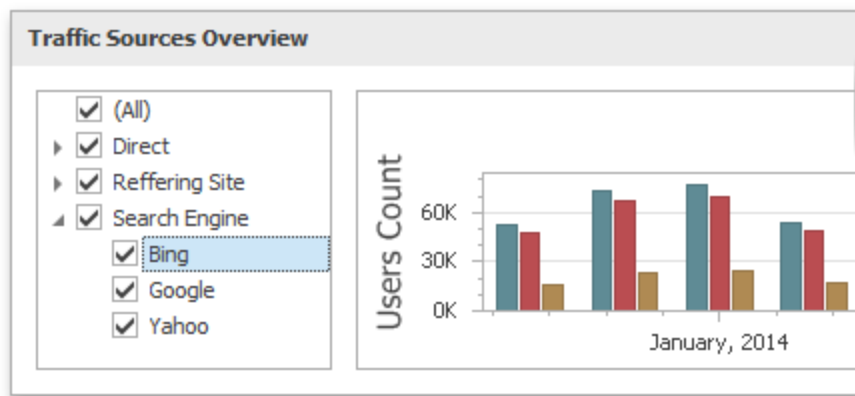 Traffic Sources Overview
(All)
Direct
Reffering Site
Search Engine
Bing
Google
Yahoo
Users Count
60K
30K
0K
January, 2014